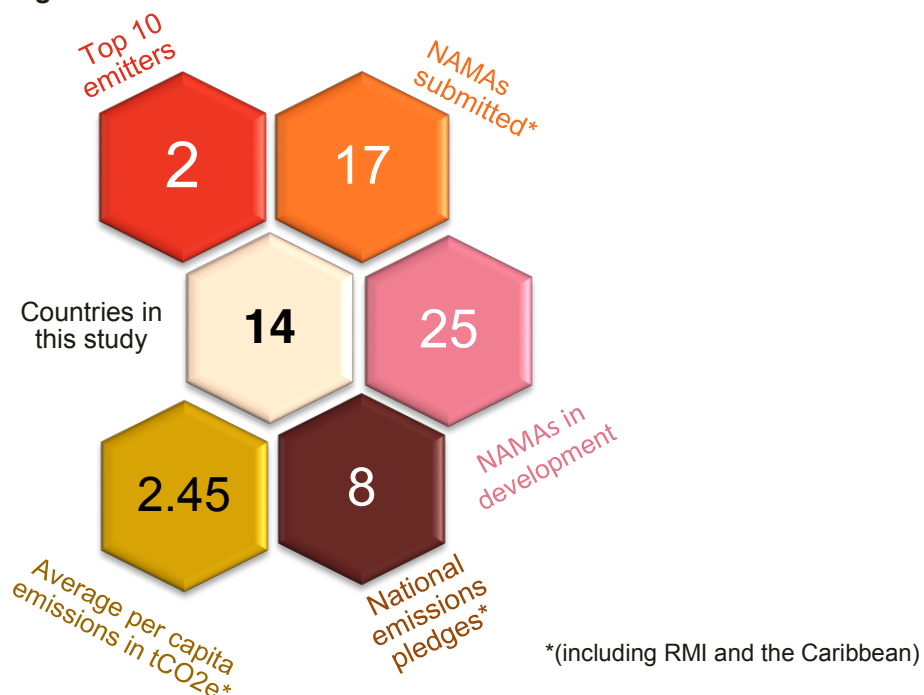 Top 10
emitters
NAMAs
submitted*
2
17
Countries in
this study
14
25
NAMAs in
development
2.45
8
Average per capita
emissions in tCO2e*
National
emissions
pledges*
*(including RMI and the Caribbean)